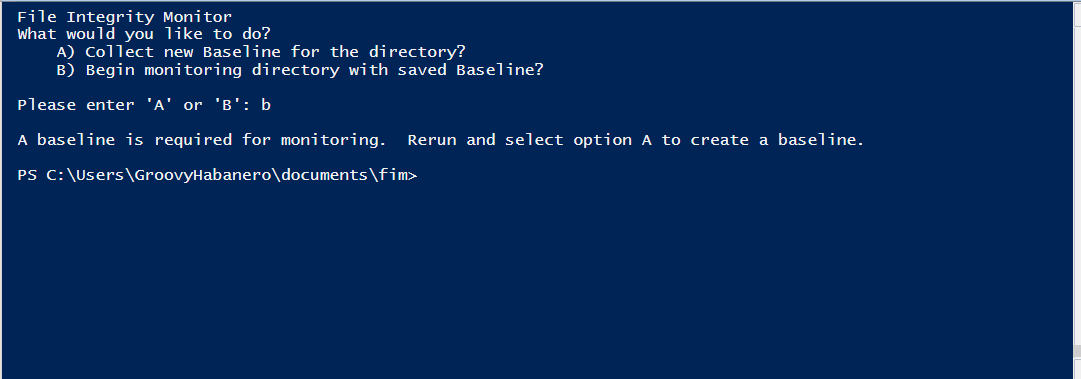 File Integrity Monitor
What would you like to do?
A) Collect new Baseline for the directory?
B) Begin monitoring directory with saved Baseline?
Please enter 'A' or 'B': b
A baseline is required for monitoring.  Rerun and select option A to create a baseline.
PS C:\Users\GroovyHabanero\documents\fim>